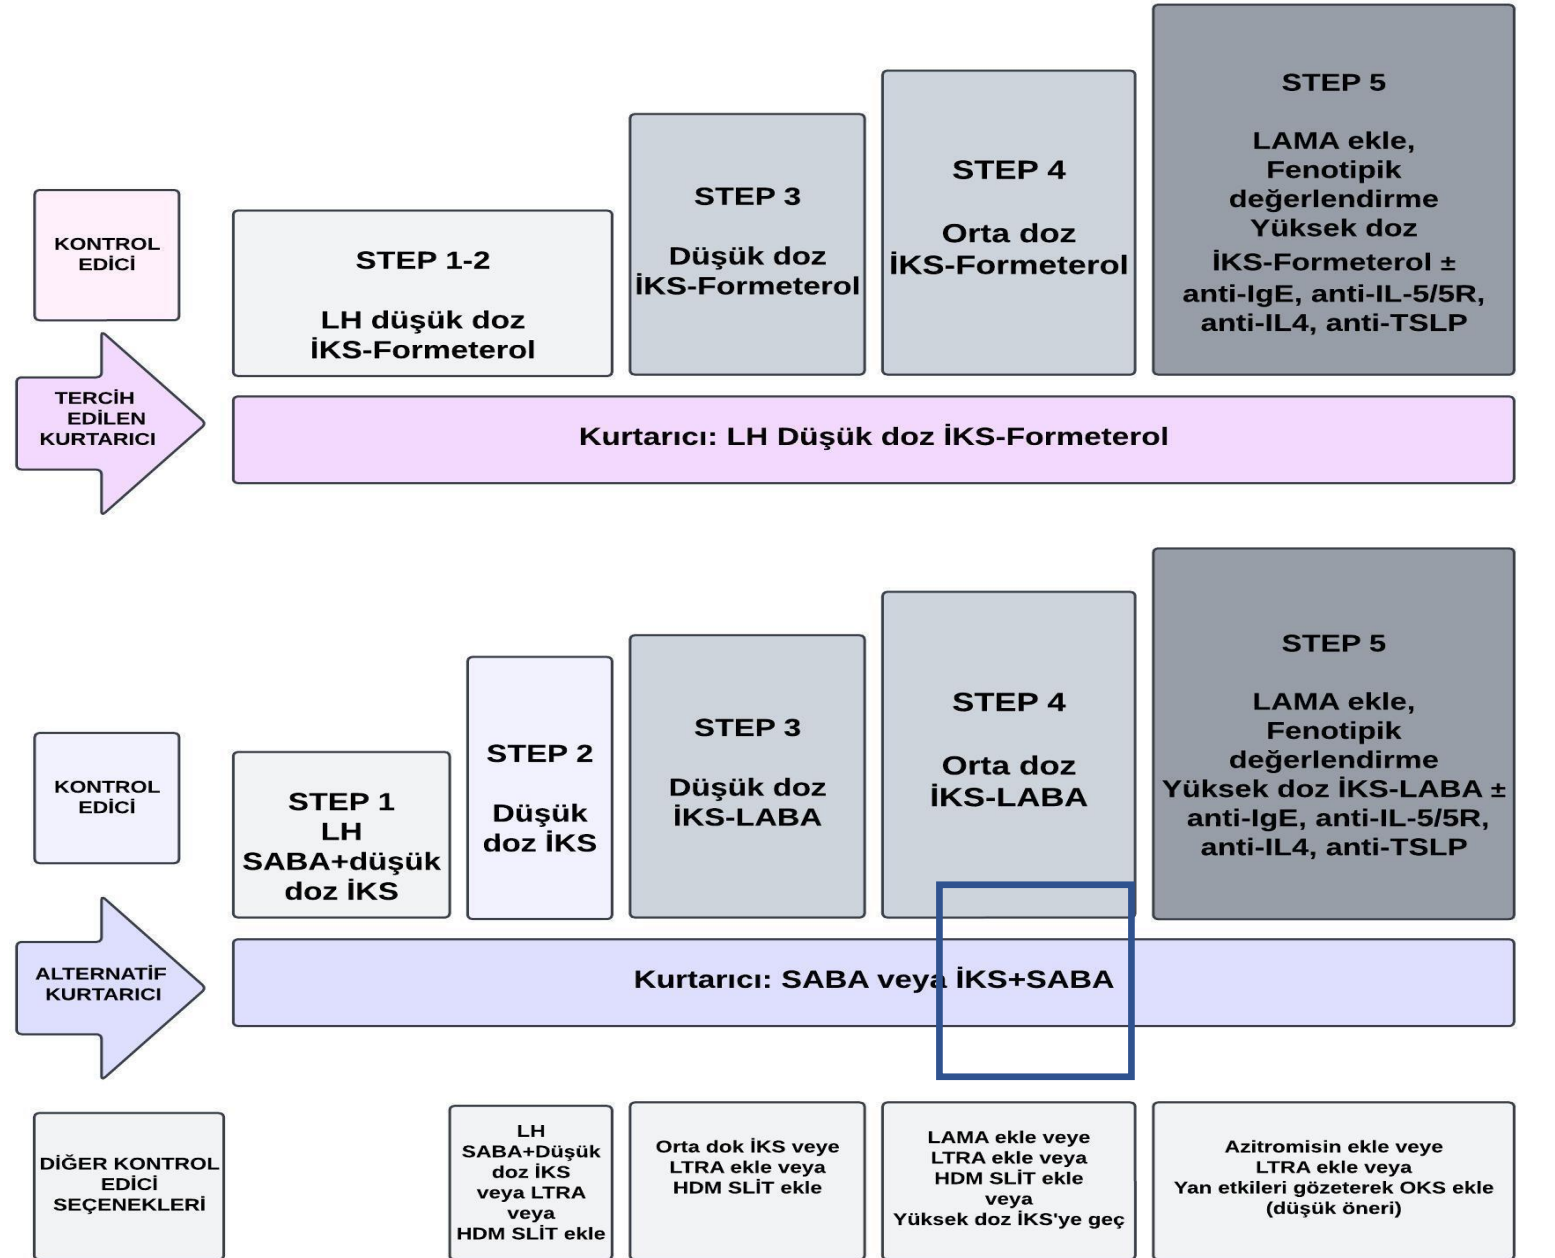 KONTROL
EDİCİ
STEP 1-2
LH düşük doz
İKS-Formeterol
STEP 3
Düşük doz
İKS-Formeterol
STEP 4
Orta doz
İKS-Formeterol
STEP 5
LAMA ekle,
Fenotipik
değerlendirme
Yüksek doz
İKS-Formeterol ±
anti-IgE, anti-IL-5/5R,
anti-IL4, anti-TSLP
TERCİH
EDİLEN
KURTARICI
Kurtarıcı: LH Düşük doz İKS-Formeterol
KONTROL
EDİCİ
STEP 1
LH
SABA+düşük
doz İKS
STEP 2
Düşük
doz İKS
STEP 3
Düşük doz
İKS-LABA
STEP 4
Orta doz
İKS-LABA
STEP 5
LAMA ekle,
Fenotipik
değerlendirme
Yüksek doz İKS-LABA ±
anti-IgE, anti-IL-5/5R,
anti-IL4, anti-TSLP
ALTERNATİF
KURTARICI
Kurtarıcı: SABA veya İKS+SABA
DİĞER KONTROL
EDİCİ
SEÇENEKLERİ
LH
SABA+Düşük
doz İKS
veya LTRA
veya
HDM SLİT ekle
Orta dok İKS veye
LTRA ekle veya
HDM SLİT ekle
LAMA ekle veye
LTRA ekle veya
HDM SLİT ekle
veya
Yüksek doz İKS'ye geç
Azitromisin ekle veye
LTRA ekle veya
Yan etkileri gözeterek OKS ekle
(düşük öneri)